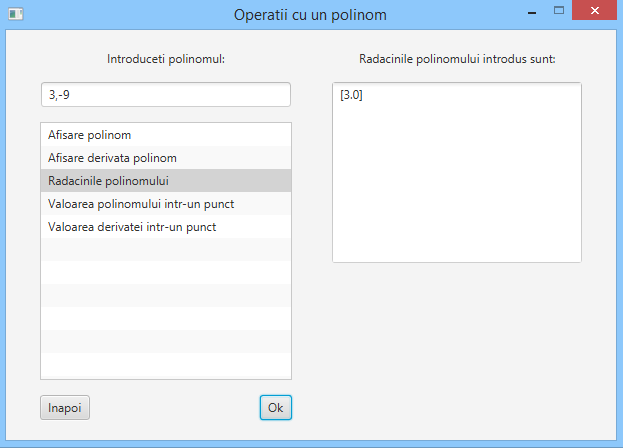 Operatii cu un polinom
Introduceti polinomul:
3,-9
Afisare polinom
Afisare derivata polinom
Radacinile polinomului
Valoarea polinomului intr-un punct
Valoarea derivatei intr-un punct
Inapoi
Ok
Radacinile polinomului introdus sunt:
[3.0]